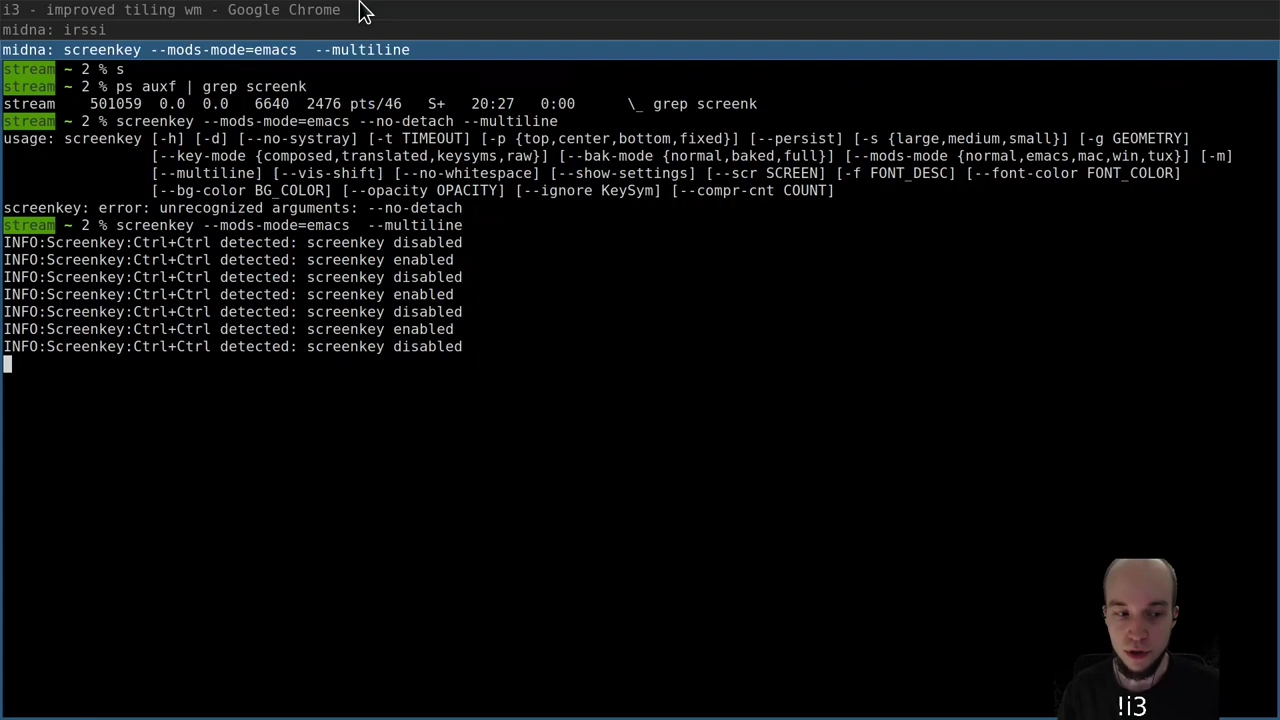 i3 - improved tiling wm - Google Chrome
midna: irssi
midna: screenkey --mods-mode=emacs  --multiline
stream ~ 2 % s
stream ~ 2 % ps auxf | grep screenk
stream    501059  0.0  0.0   6640  2476 pts/46   S+   20:27   0:00      \_ grep screenk
stream ~ 2 % screenkey --mods-mode=emacs --no-detach --multiline
usage: screenkey [-h] [-d] [--no-systray] [-t TIMEOUT] [-p {top,center,bottom,fixed}] [--persist] [-s {large,medium,small}] [-g GEOMETRY]
                 [--key-mode {composed,translated,keysyms,raw}] [--bak-mode {normal,baked,full}] [--mods-mode {normal,emacs,mac,win,tux}] [-m]
                 [--multiline] [--vis-shift] [--no-whitespace] [--show-settings] [--scr SCREEN] [-f FONT_DESC] [--font-color FONT_COLOR]
                 [--bg-color BG_COLOR] [--opacity OPACITY] [--ignore KeySym] [--compr-cnt COUNT]
screenkey: error: unrecognized arguments: --no-detach
stream ~ 2 % screenkey --mods-mode=emacs  --multiline
INFO:Screenkey:Ctrl+Ctrl detected: screenkey disabled
INFO:Screenkey:Ctrl+Ctrl detected: screenkey enabled
INFO:Screenkey:Ctrl+Ctrl detected: screenkey disabled
INFO:Screenkey:Ctrl+Ctrl detected: screenkey enabled
INFO:Screenkey:Ctrl+Ctrl detected: screenkey disabled
INFO:Screenkey:Ctrl+Ctrl detected: screenkey enabled
INFO:Screenkey:Ctrl+Ctrl detected: screenkey disabled
!i3